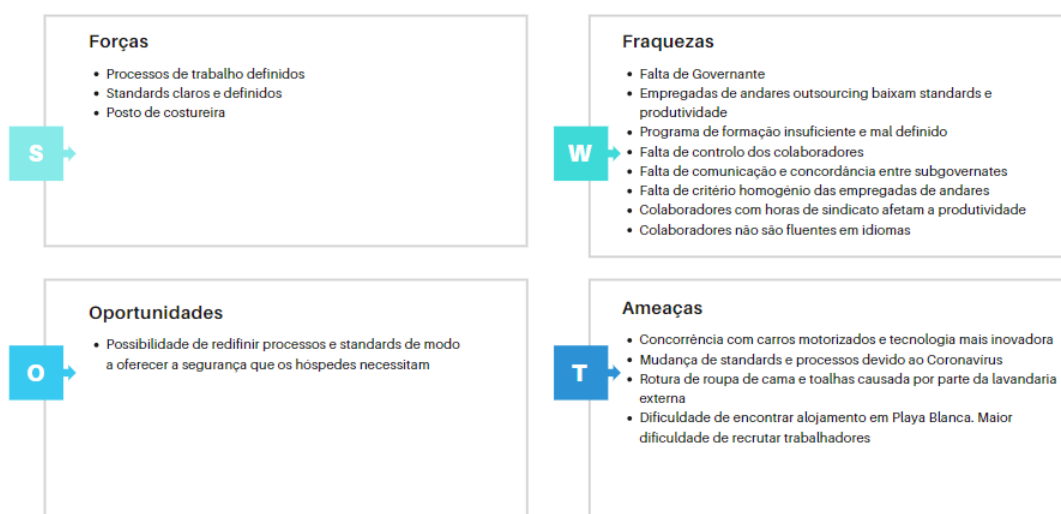 Forças
• Processos de trabalho definidos
• Standards claros e definidos
• Posto de costureira
S
Fraquezas
• Falta de Governante
• Empregadas de andares outsourcing baixam standards e
produtividade
• Programa de formação insuficiente e mal definido
• Falta de controlo dos colaboradores
• Falta de comunicação e concordância entre subgovernates
• Falta de critério homogénio das empregadas de andares
• Colaboradores com horas de sindicato afetam a produtividade
• Colaboradores não são fluentes em idiomas
W
Oportunidades
• Possibilidade de redifinir processos e standards de modo
a oferecer a segurança que os hóspedes necessitam
O
Ameaças
• Concorrência com carros motorizados e tecnologia mais inovadora
• Mudança de standards e processos devido ao Coronavírus
• Rotura de roupa de cama e toalhas causada por parte da lavandaria
externa
• Dificuldade de encontrar alojamento em Playa Blanca. Maior
dificuldade de recrutar trabalhadores
T